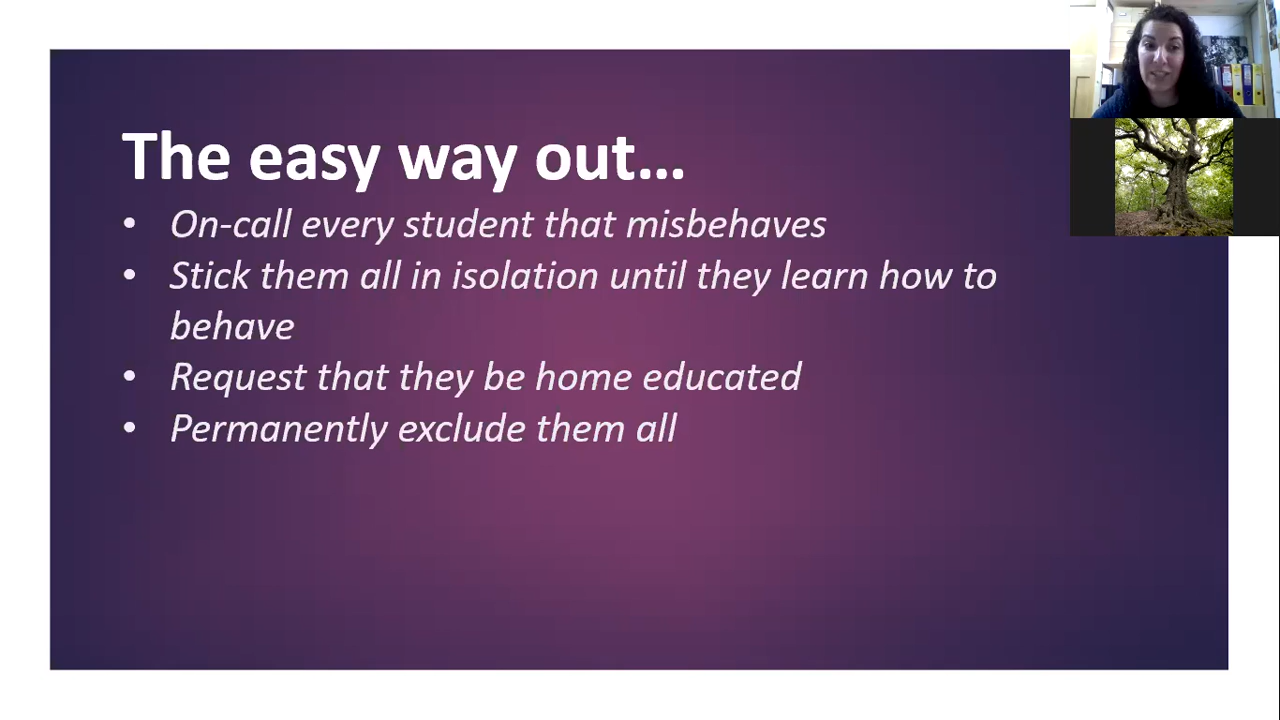 The easy way out...
• On-call every student that misbehaves
• Stick them all in isolation until they learn how to
behave
• Request that they be home educated
• Permanently exclude them all